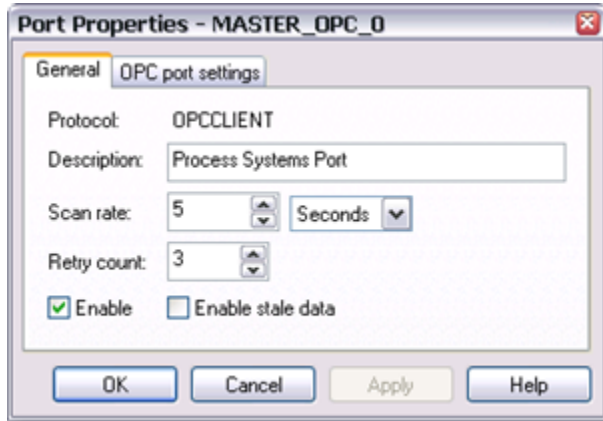 Port Properties - MASTER_OPC_0
General OPC port settings
Protocol: OPCCLIENT
Description: Process Systems Port
Scan rate: 5 Seconds
Retry count: 3
Enable Enable stale data
OK Cancel Apply Help